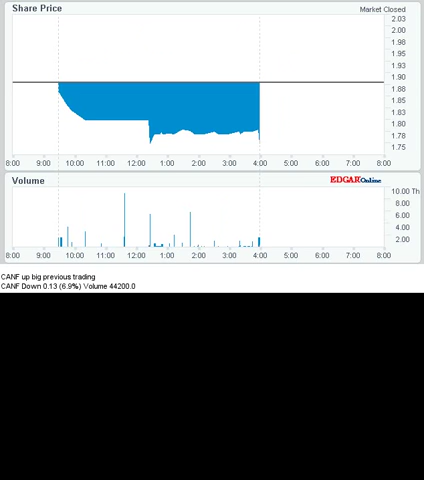 Share Price
Market Closed
2.03
2.00
1.98
1.95
1.93
1.90
1.88
1.85
1.83
1.80
1.78
1.75
8:00 9:00 10:00 11:00 12:00 1:00 2:00 3:00 4:00 5:00 6:00 7:00 8:00
Volume
EDGAROnline
10.00 Th
8.00
6.00
4.00
2.00
8:00 9:00 10:00 11:00 12:00 1:00 2:00 3:00 4:00 5:00 6:00 7:00 8:00
CANF up big previous trading
CANF Down 0.13 (6.9%) Volume 44200.0